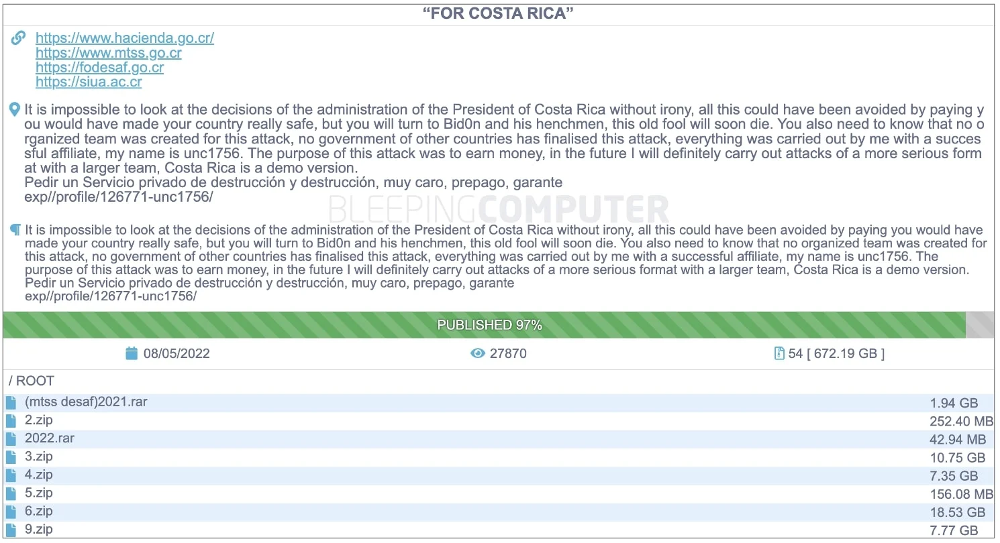 “FOR COSTA RICA”
https://www.hacienda.go.cr/
https://www.mtss.go.cr
https://fodesaf.go.cr
https://siua.ac.cr
It is impossible to look at the decisions of the administration of the President of Costa Rica without irony, all this could have been avoided by paying y
ou would have made your country really safe, but you will turn to Bid0n and his henchmen, this old fool will soon die. You also need to know that no o
rganized team was created for this attack, no government of other countries has finalised this attack, everything was carried out by me with a succes
sful affiliate, my name is unc1756. The purpose of this attack was to earn money, in the future I will definitely carry out attacks of a more serious form
at with a larger team, Costa Rica is a demo version.
Pedir un Servicio privado de destrucción y destrucción, muy caro, prepago, garante
exp//profile/126771-unc1756/
BLEEPINGCOMPUTER
It is impossible to look at the decisions of the administration of the President of Costa Rica without irony, all this could have been avoided by paying you would have
made your country really safe, but you will turn to Bid0n and his henchmen, this old fool will soon die. You also need to know that no organized team was created for
this attack, no government of other countries has finalised this attack, everything was carried out by me with a successful affiliate, my name is unc1756. The
purpose of this attack was to earn money, in the future I will definitely carry out attacks of a more serious format with a larger team, Costa Rica is a demo version.
Pedir un Servicio privado de destrucción y destrucción, muy caro, prepago, garante
exp//profile/126771-unc1756/
PUBLISHED 97%
08/05/2022 27870 54 [ 672.19 GB ]
/ ROOT
(mtss desaf)2021.rar 1.94 GB
2.zip 252.40 MB
2022.rar 42.94 MB
3.zip 10.75 GB
4.zip 7.35 GB
5.zip 156.08 MB
6.zip 18.53 GB
9.zip 7.77 GB